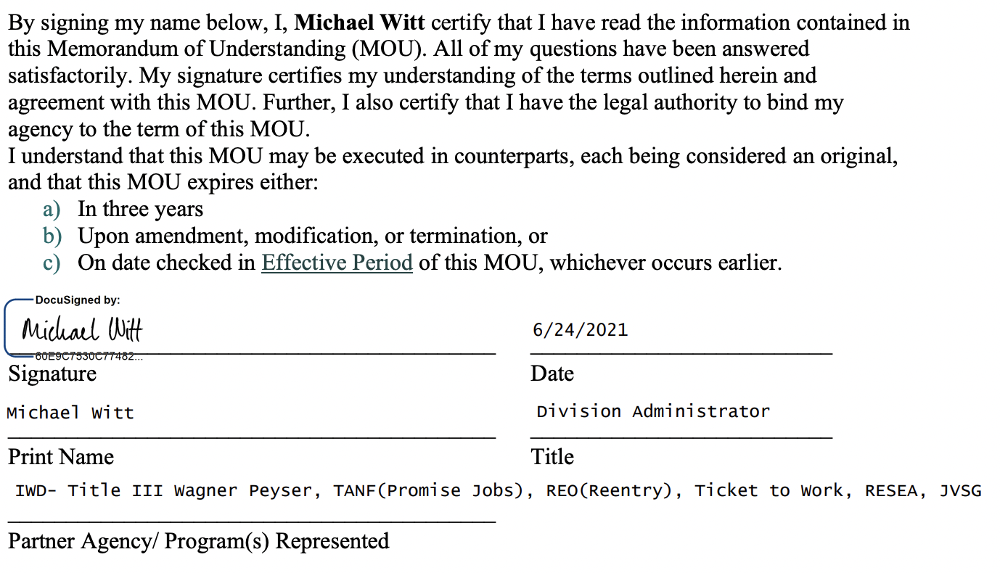 By signing my name below, I, Michael Witt certify that I have read the information contained in
this Memorandum of Understanding (MOU). All of my questions have been answered
satisfactorily. My signature certifies my understanding of the terms outlined herein and
agreement with this MOU. Further, I also certify that I have the legal authority to bind my
agency to the term of this MOU.
I understand that this MOU may be executed in counterparts, each being considered an original,
and that this MOU expires either:
a) In three years
b) Upon amendment, modification, or termination, or
c) On date checked in Effective Period of this MOU, whichever occurs earlier.
DocuSigned by:
Michael Witt 6/24/2021
60E9C7530C77482...
Signature Date
Michael Witt Division Administrator
Print Name Title
IWD- Title III Wagner Peyser, TANF(Promise Jobs), REO(Reentry), Ticket to Work, RESEA, JVSG
Partner Agency/ Program(s) Represented